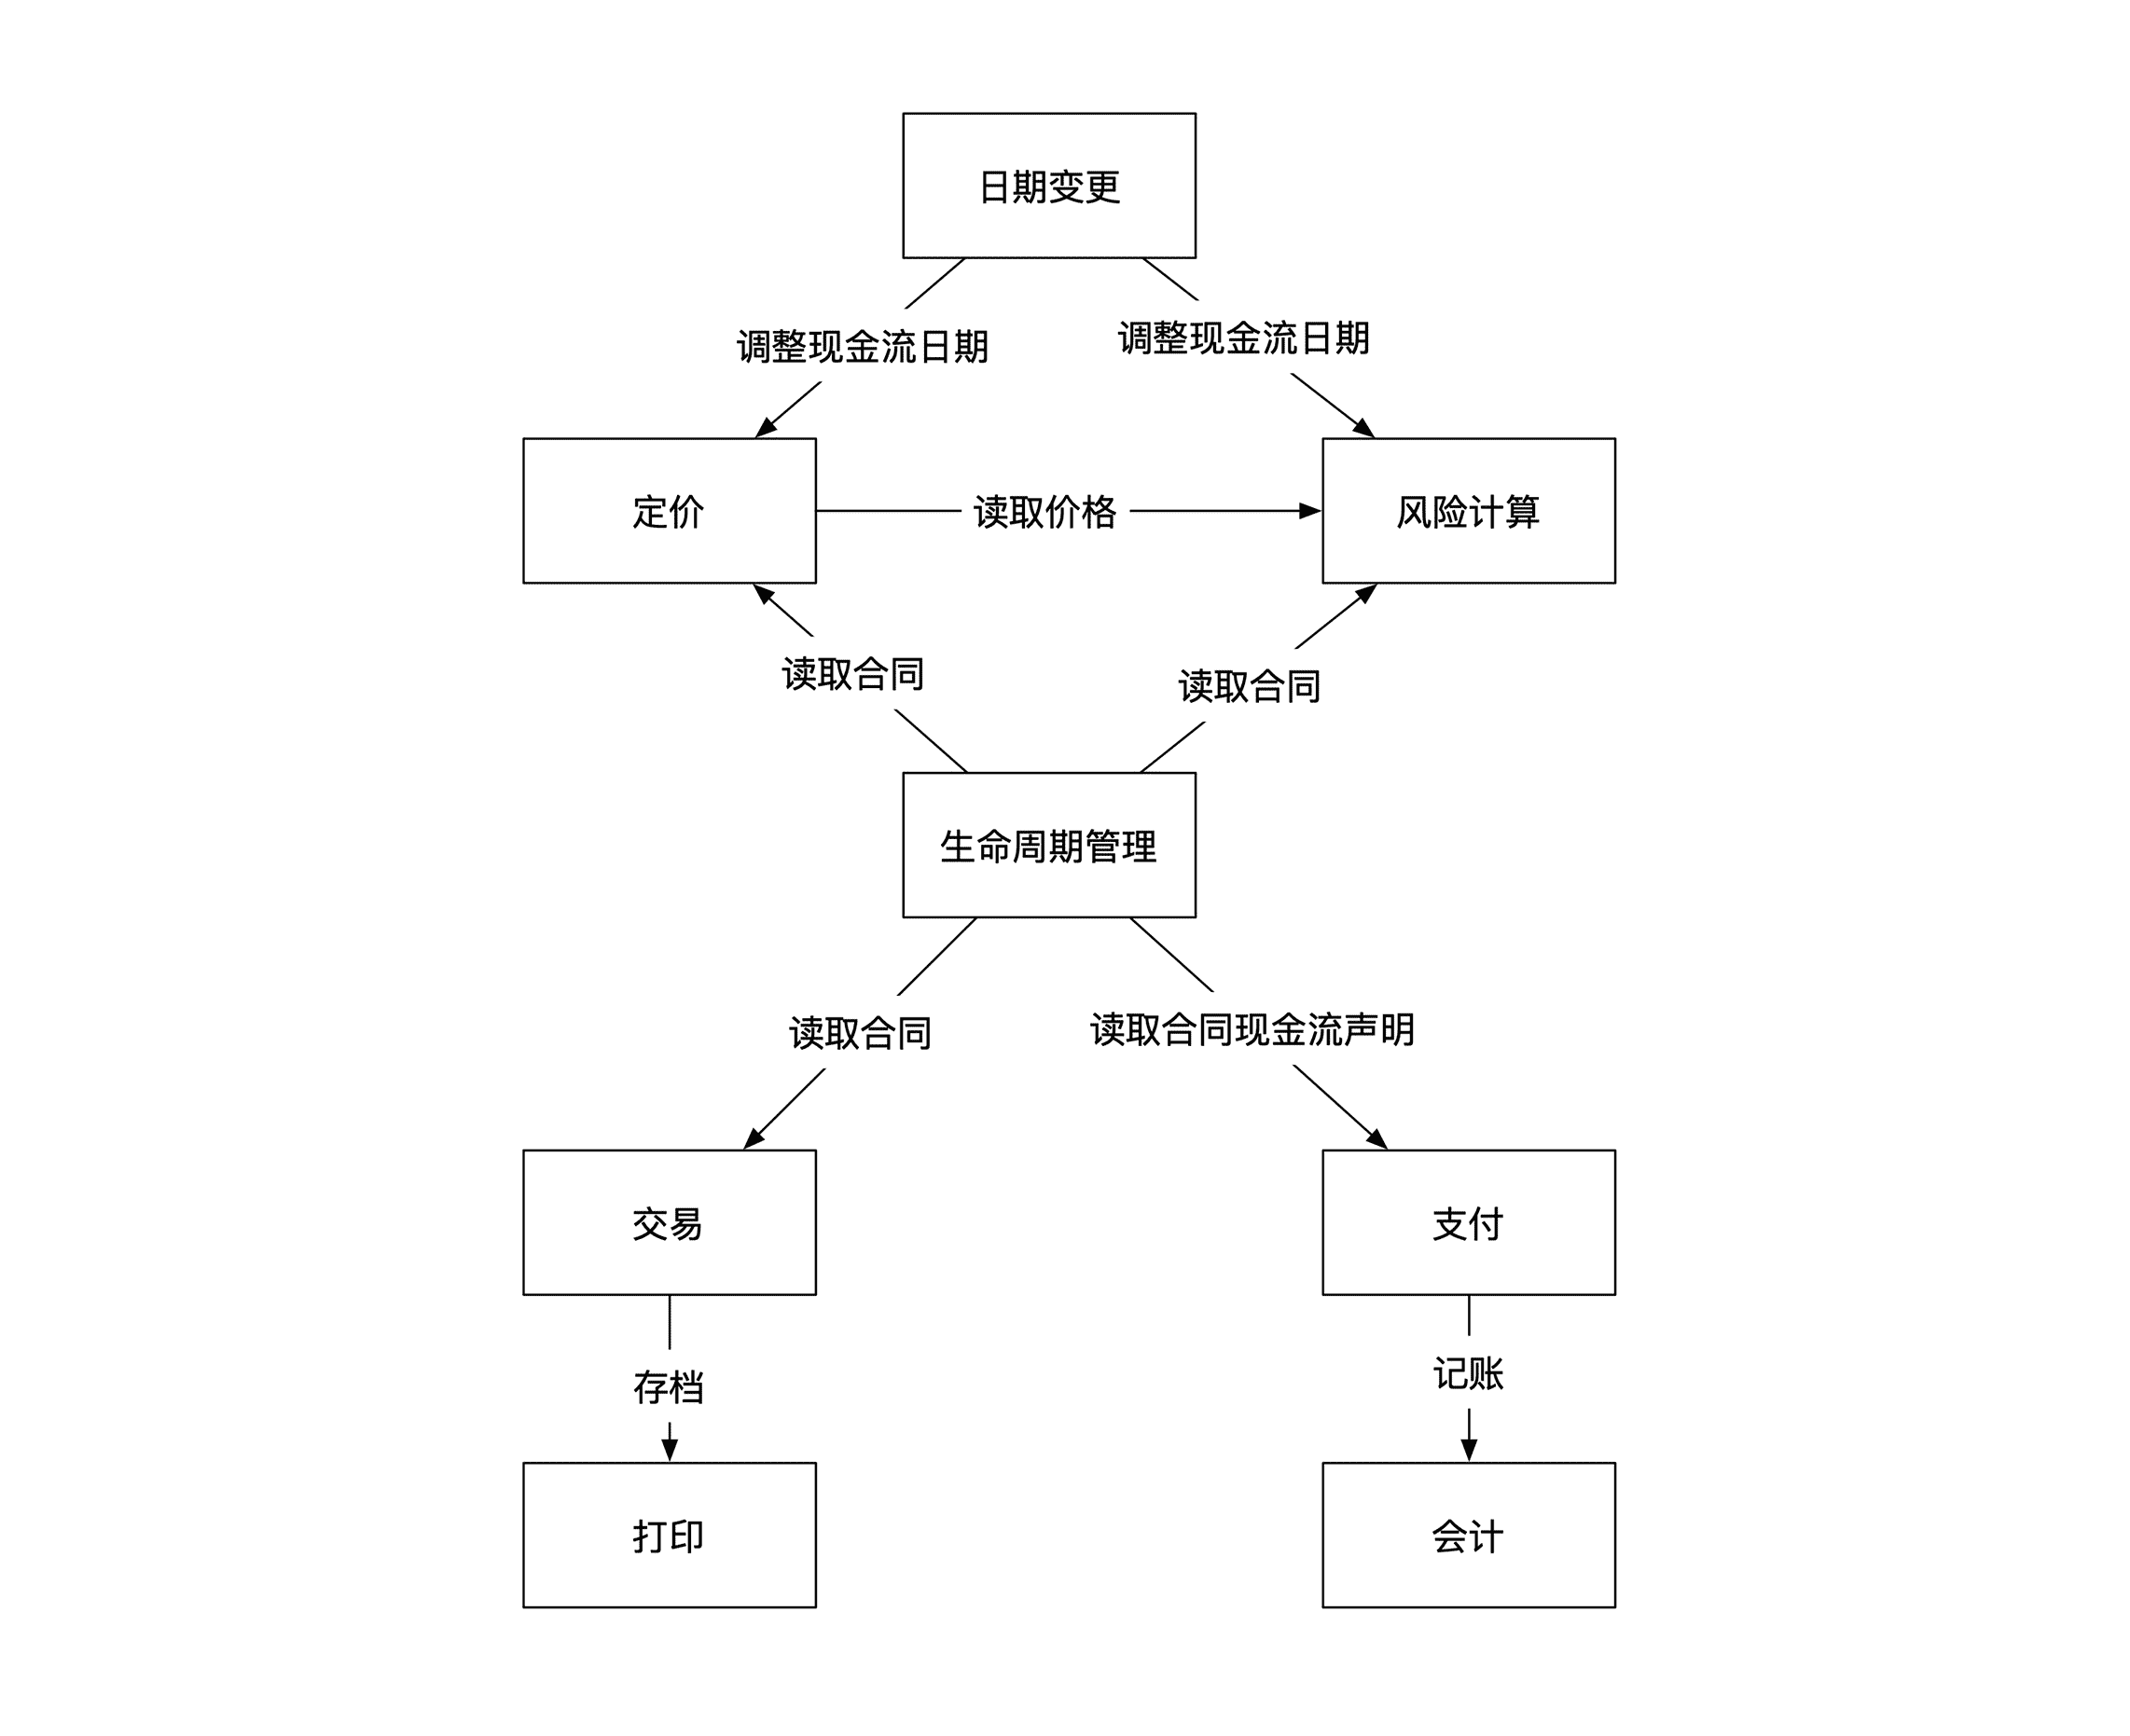 日期变更
调整现金流日期
调整现金流日期
定价
读取价格
风险计算
读取合同
读取合同
生命周期管理
读取合同
读取合同现金流声明
交易
支付
存档
记账
打印
会计